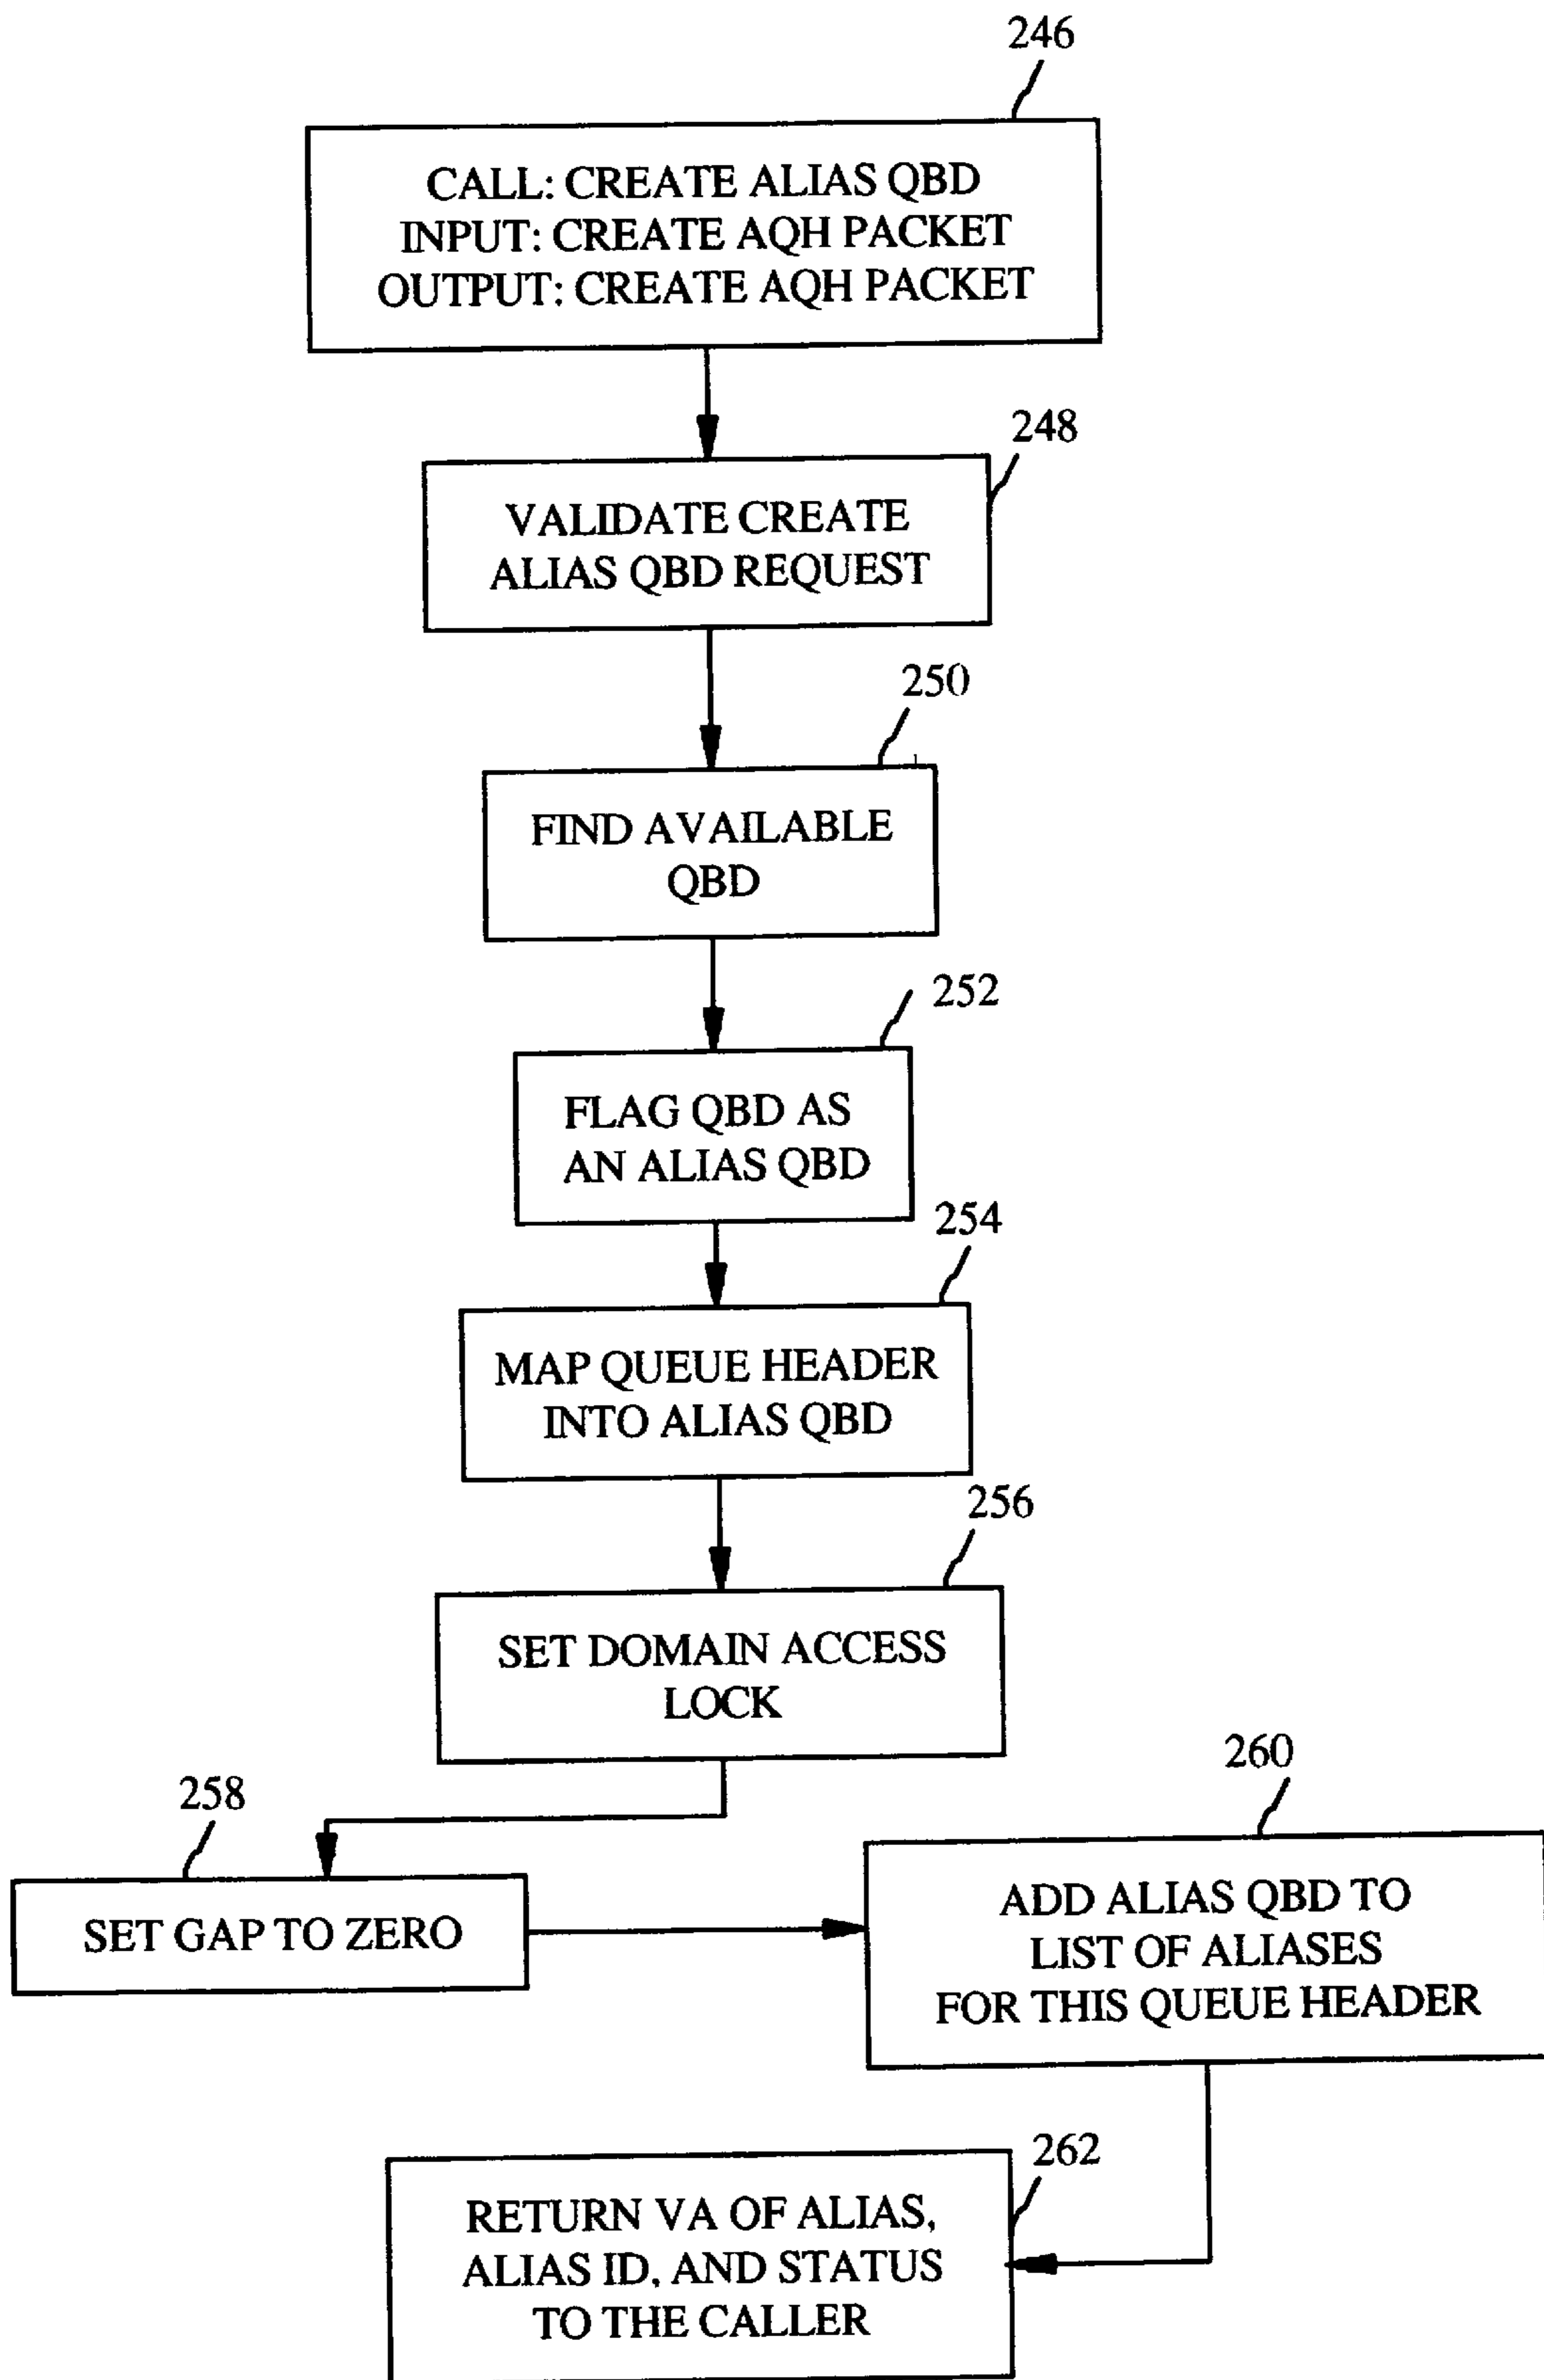 246
CALL: CREATE ALIAS QBD
INPUT: CREATE AQH PACKET
OUTPUT: CREATE AQH PACKET
248
VALIDATE CREATE
ALIAS QBD REQUEST
250
FIND AVAILABLE
QBD
252
FLAG QBD AS
AN ALIAS QBD
254
MAP QUEUE HEADER
INTO ALIAS QBD
256
SET DOMAIN ACCESS
LOCK
258
SET GAP TO ZERO
260
ADD ALIAS QBD TO
LIST OF ALIASES
FOR THIS QUEUE HEADER
262
RETURN VA OF ALIAS,
ALIAS ID, AND STATUS
TO THE CALLER